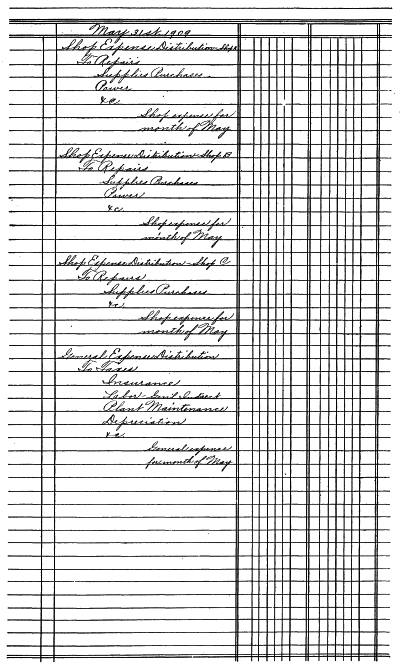 May 31st 1909
Shop Expense Distribution - Shop A
To Repairs
Supplies Purchases
Power
&c.
Shop expense for
month of May
Shop Expense Distribution - Shop B
To Repairs
Supplies Purchases
Power
&c.
Shop expense for
month of May
Shop Expense Distribution - Shop C
To Repairs
Supplies Purchases
&c.
Shop expense for
month of May
General Expense Distribution
To Taxes
Insurance
Labor - Genl Indirect
Plant Maintenance
Depreciation
&c.
General expense
for month of May